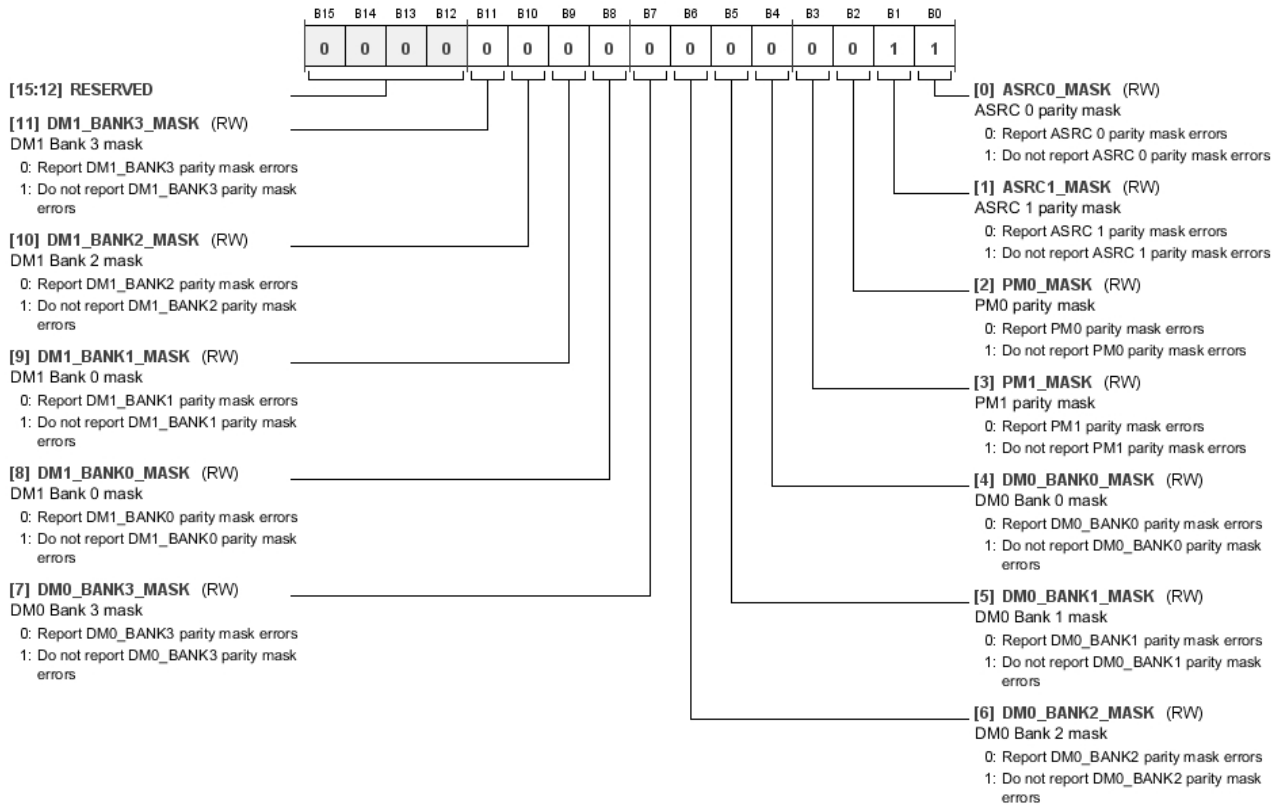 B15 B14 B13 B12 B11 B10 B9 B8 B7 B6 B5 B4 B3 B2 B1 B0
0 0 0 0 0 0 0 0 0 0 0 0 0 0 1 1
[15:12] RESERVED
[11] DM1_BANK3_MASK (RW)
DM1 Bank 3 mask
0: Report DM1_BANK3 parity mask errors
1: Do not report DM1_BANK3 parity mask
errors
[10] DM1_BANK2_MASK (RW)
DM1 Bank 2 mask
0: Report DM1_BANK2 parity mask errors
1: Do not report DM1_BANK2 parity mask
errors
[9] DM1_BANK1_MASK (RW)
DM1 Bank 0 mask
0: Report DM1_BANK1 parity mask errors
1: Do not report DM1_BANK1 parity mask
errors
[8] DM1_BANK0_MASK (RW)
DM1 Bank 0 mask
0: Report DM1_BANK0 parity mask errors
1: Do not report DM1_BANK0 parity mask
errors
[7] DM0_BANK3_MASK (RW)
DM0 Bank 3 mask
0: Report DM0_BANK3 parity mask errors
1: Do not report DM0_BANK3 parity mask
errors
[0] ASRC0_MASK (RW)
ASRC 0 parity mask
0: Report ASRC 0 parity mask errors
1: Do not report ASRC 0 parity mask errors
[1] ASRC1_MASK (RW)
ASRC 1 parity mask
0: Report ASRC 1 parity mask errors
1: Do not report ASRC 1 parity mask errors
[2] PM0_MASK (RW)
PM0 parity mask
0: Report PM0 parity mask errors
1: Do not report PM0 parity mask errors
[3] PM1_MASK (RW)
PM1 parity mask
0: Report PM1 parity mask errors
1: Do not report PM1 parity mask errors
[4] DM0_BANK0_MASK (RW)
DM0 Bank 0 mask
0: Report DM0_BANK0 parity mask errors
1: Do not report DM0_BANK0 parity mask
errors
[5] DM0_BANK1_MASK (RW)
DM0 Bank 1 mask
0: Report DM0_BANK1 parity mask errors
1: Do not report DM0_BANK1 parity mask
errors
[6] DM0_BANK2_MASK (RW)
DM0 Bank 2 mask
0: Report DM0_BANK2 parity mask errors
1: Do not report DM0_BANK2 parity mask
errors